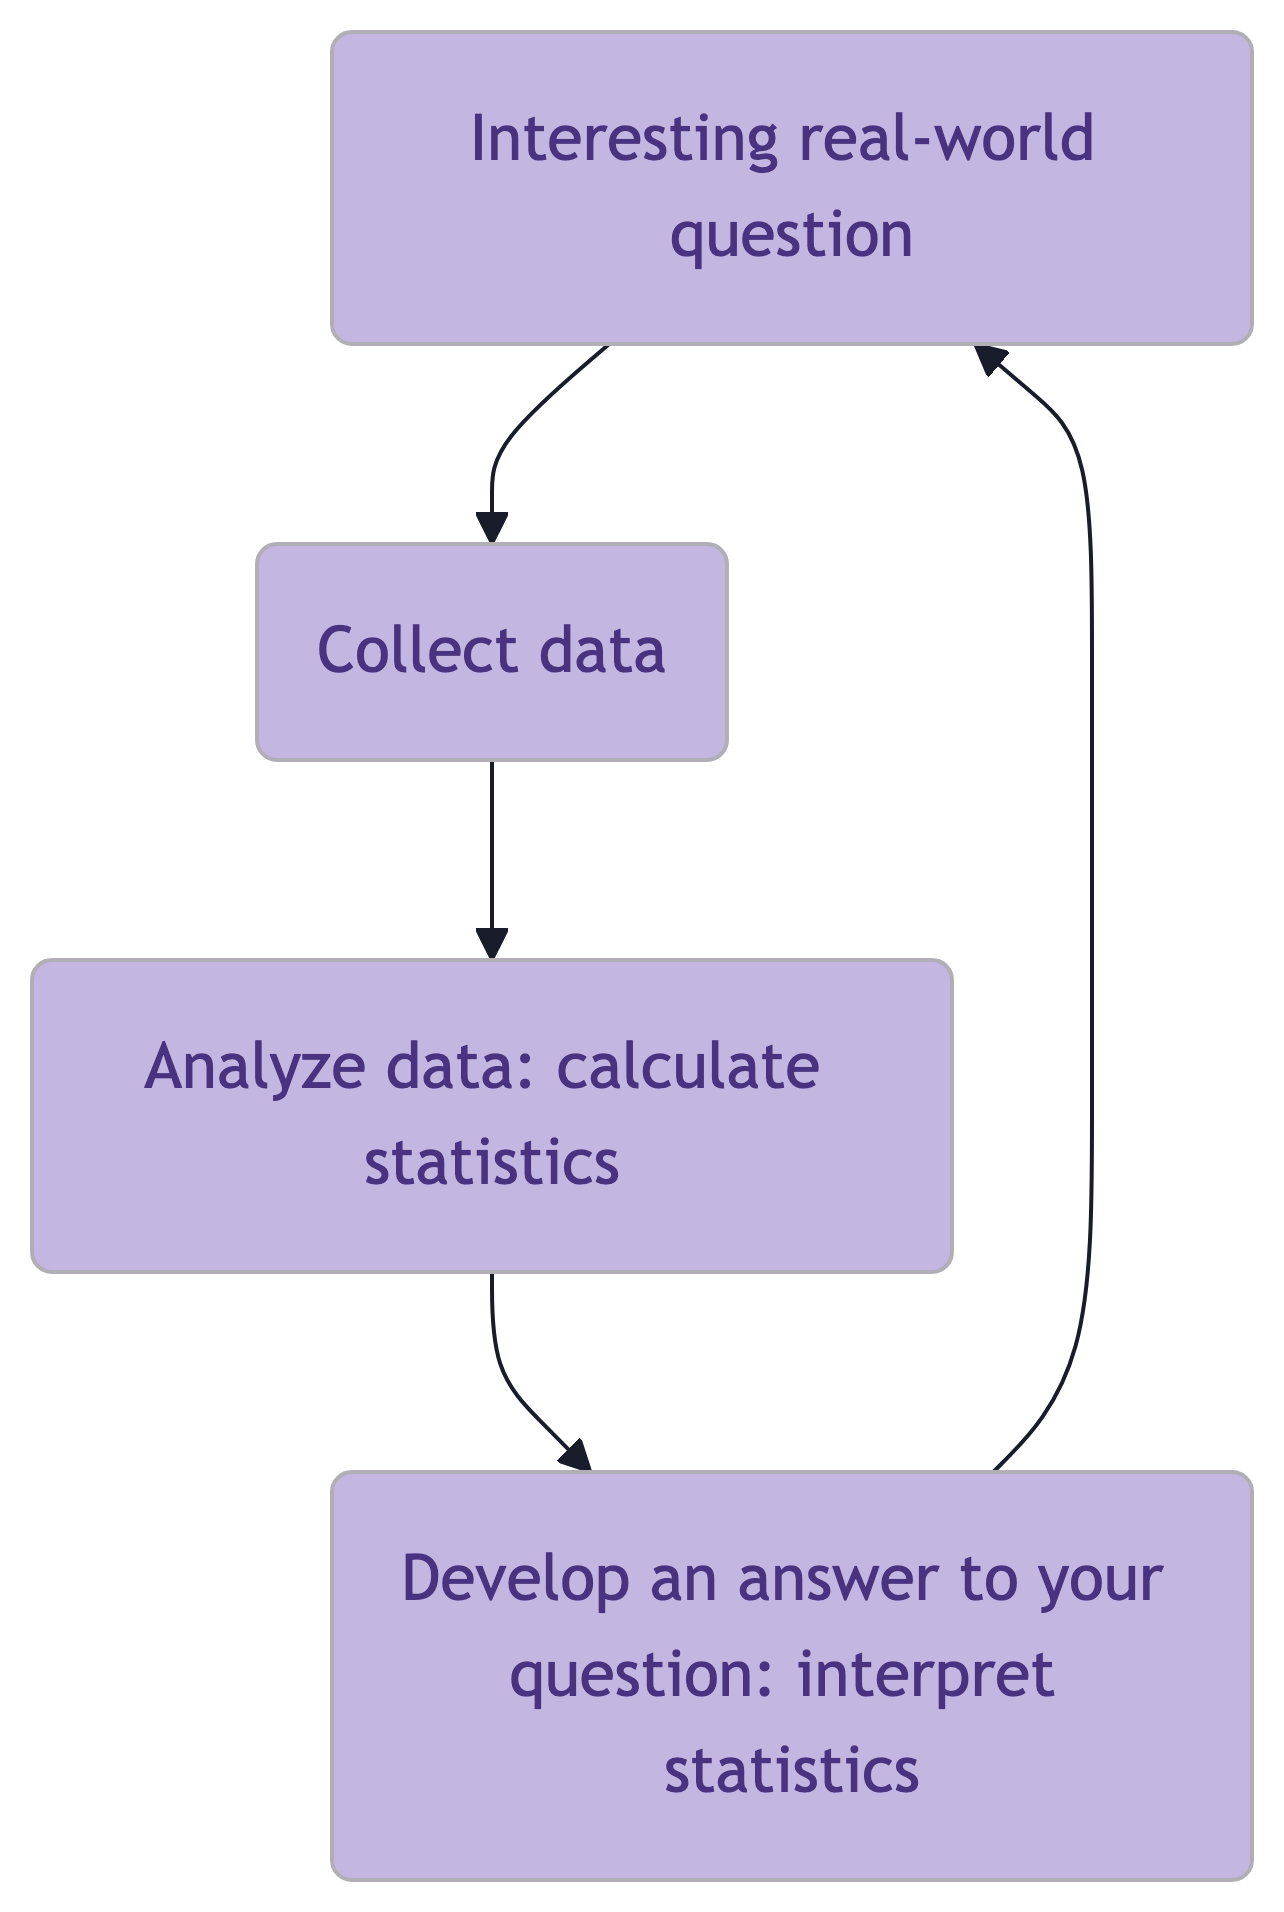 Interesting real-world
question
Collect data
Analyze data: calculate
statistics
Develop an answer to your
question: interpret
statistics